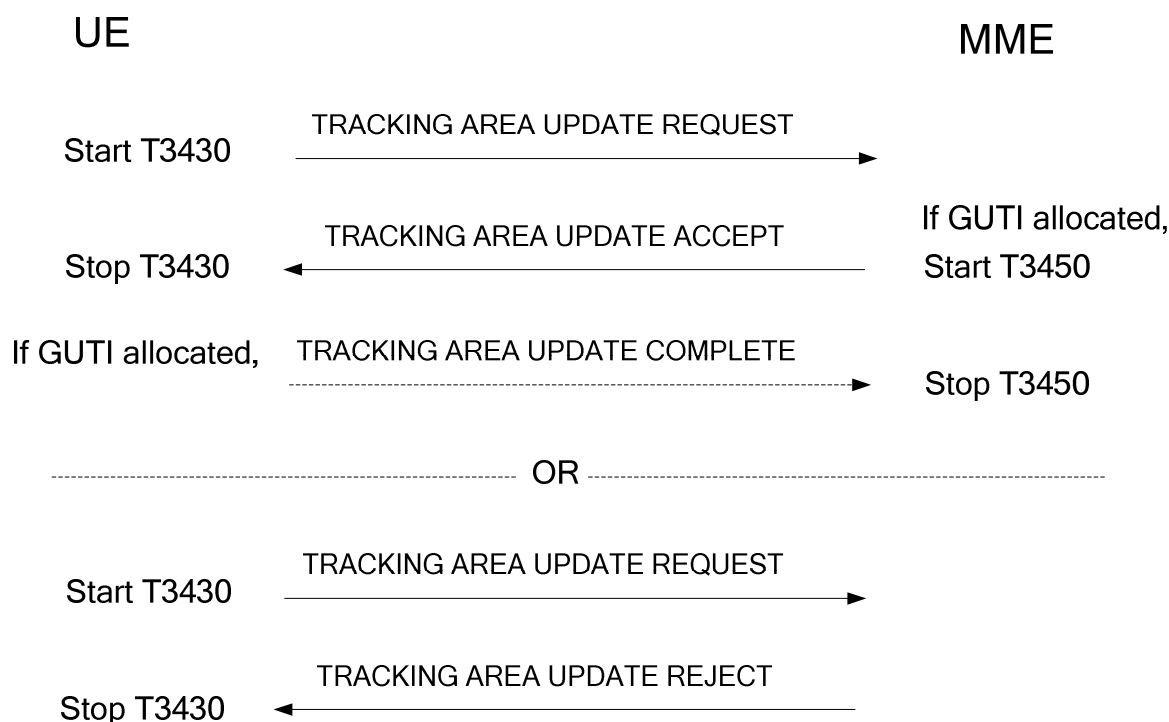 UE
MME
TRACKING AREA UPDATE REQUEST
Start T3430
If GUTI allocated,
TRACKING AREA UPDATE ACCEPT
Stop T3430
Start T3450
If GUTI allocated,
TRACKING AREA UPDATE COMPLETE
Stop T3450
OR
TRACKING AREA UPDATE REQUEST
Start T3430
TRACKING AREA UPDATE REJECT
Stop T3430